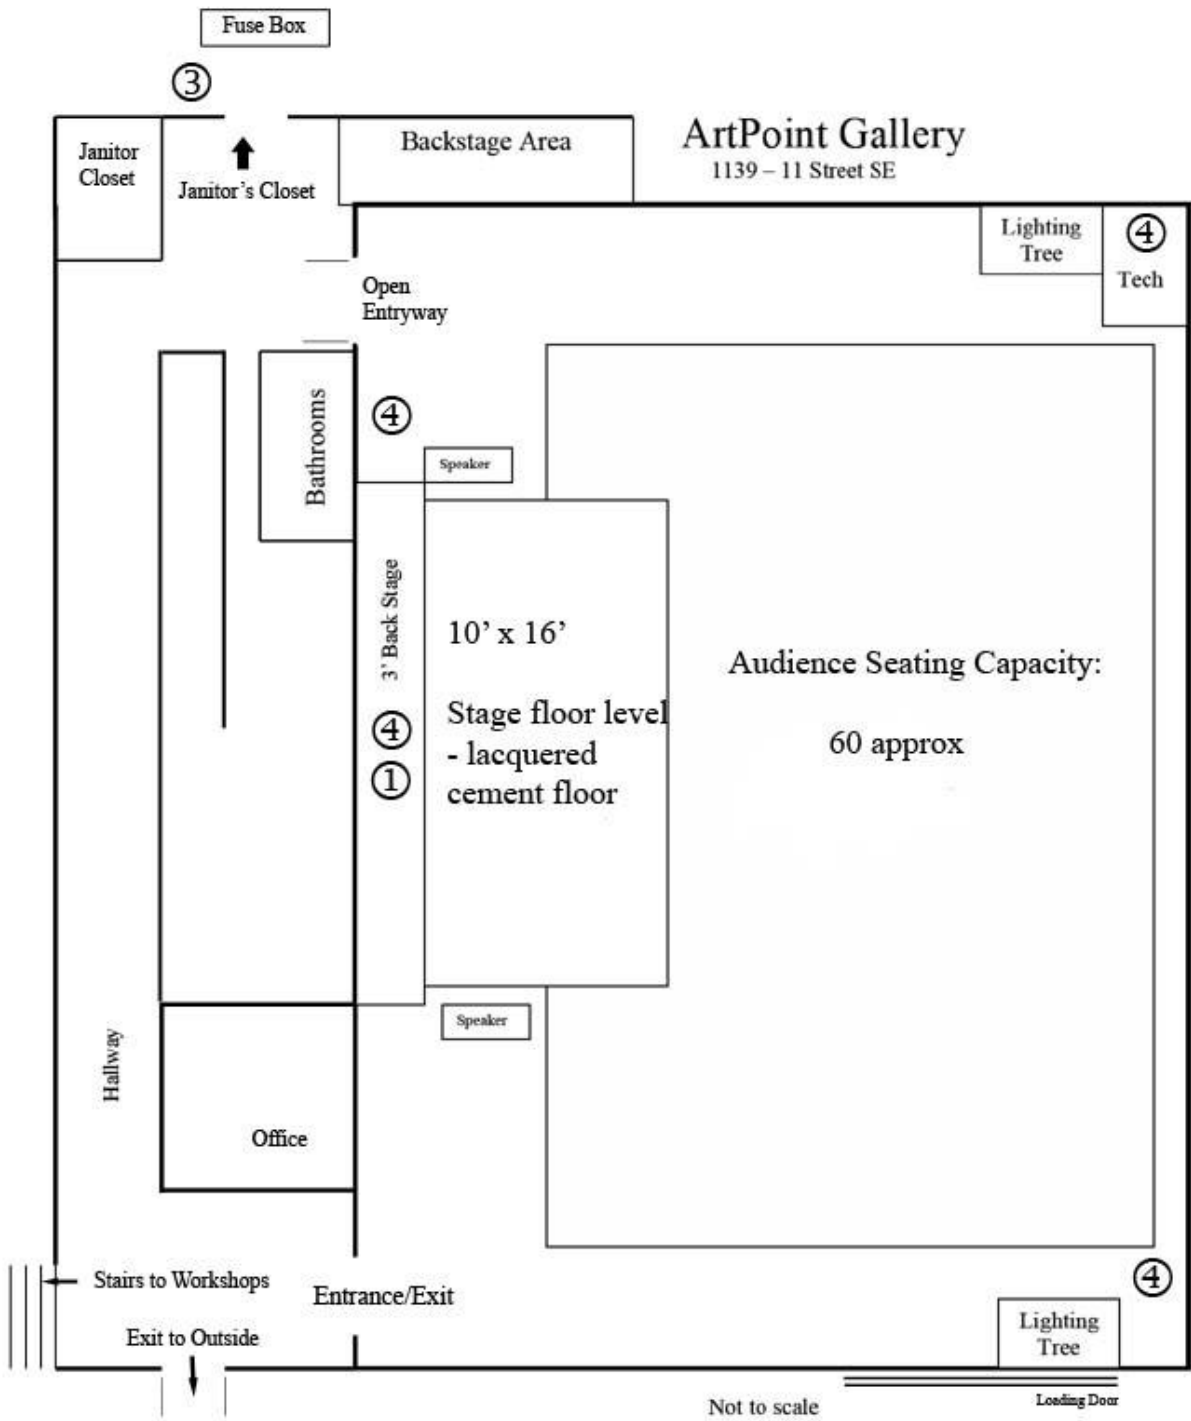 Fuse Box
③
ArtPoint Gallery
1139 – 11 Street SE
Janitor
Closet
Janitor’s Closet
Backstage Area
Lighting
Tree
④
Tech
Open
Entryway
Bathrooms
④
Speaker
3’ Back Stage
④
①
10’ x 16’
Stage floor level
- lacquered
cement floor
Audience Seating Capacity:
60 approx
Speaker
Hallway
Office
Stairs to Workshops
Entrance/Exit
Exit to Outside
④
Lighting
Tree
Loading Door
Not to scale